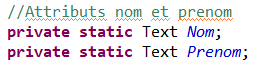 //Attributs nom et prenom
private static Text Nom;
private static Text Prenom;